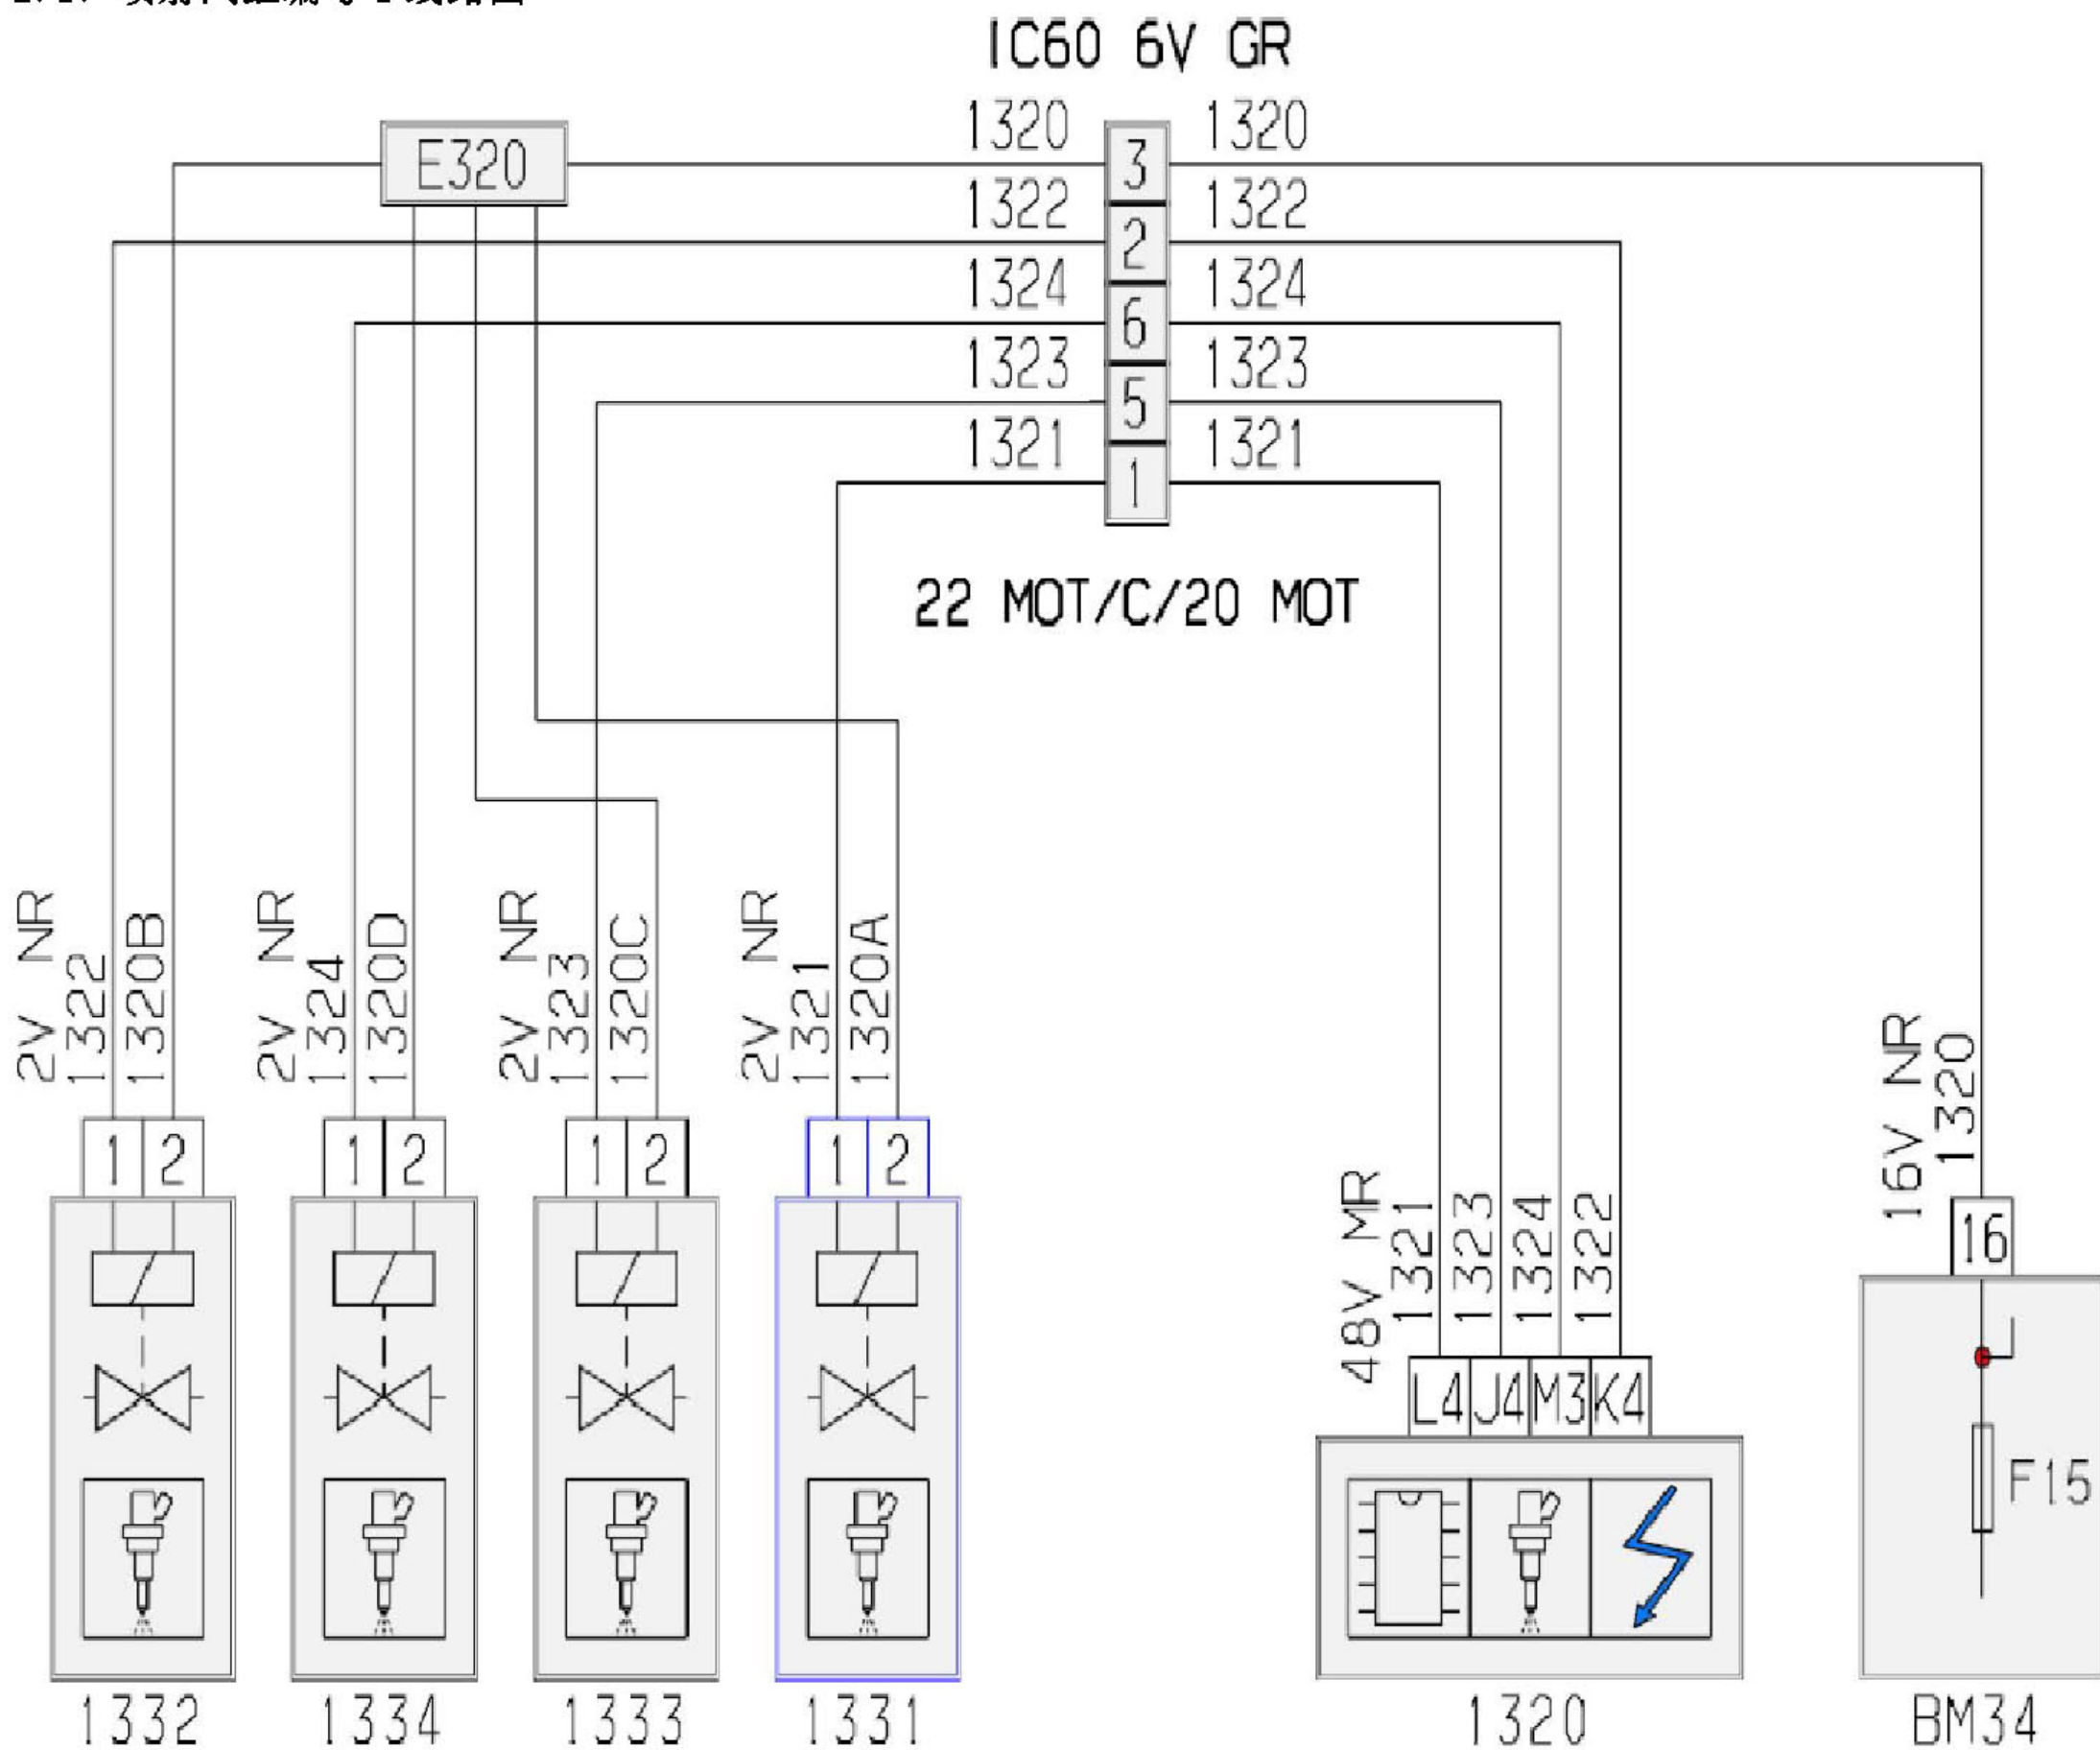 IC60 6V GR
1320 1320
E320
3
1322 1322
2
1324 1324
6
1323 1323
5
1321 1321
1
22 MOT/C/20 MOT
2V NR
1322
1320B
2V NR
1324
1320D
2V NR
1323
1320C
2V NR
1321
1320A
48V MR
1321
1323
1324
1322
16V NR
1320
1 2
1 2
1 2
1 2
16
L4 J4 M3 K4
F15
1332
1334
1333
1331
1320
BM34